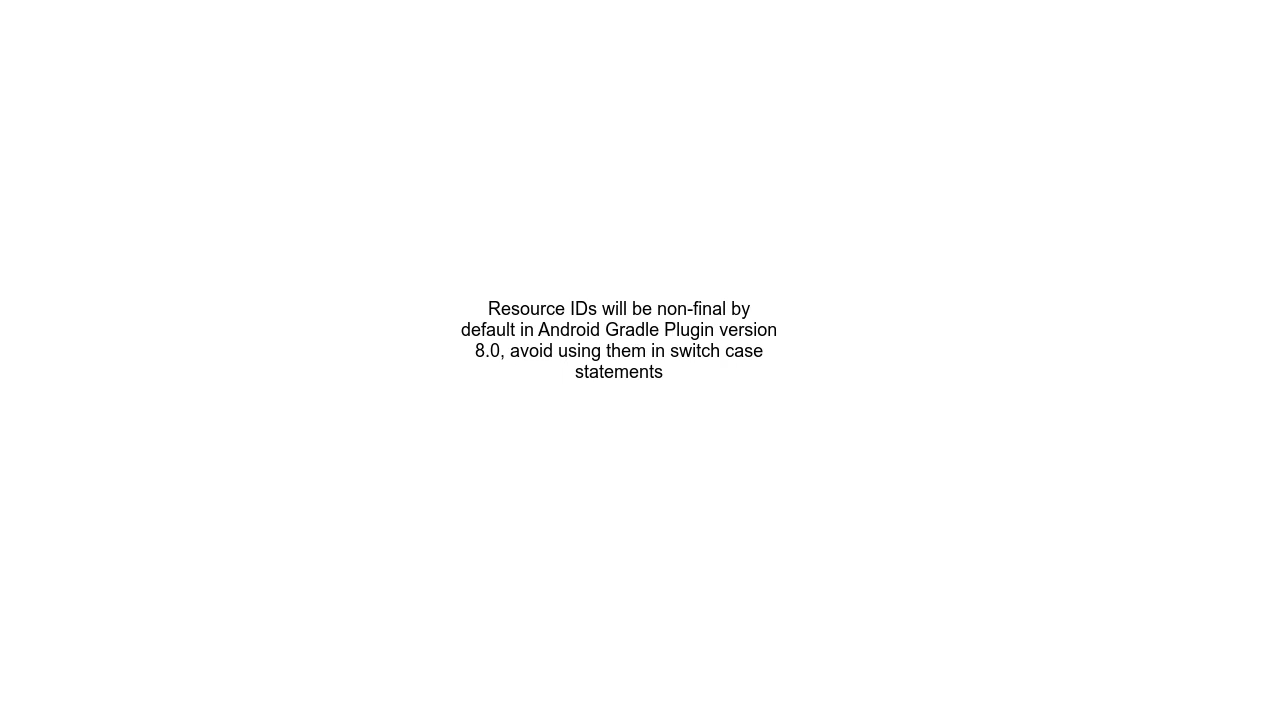 Resource IDs will be non-final by
default in Android Gradle Plugin version
8.0, avoid using them in switch case
statements